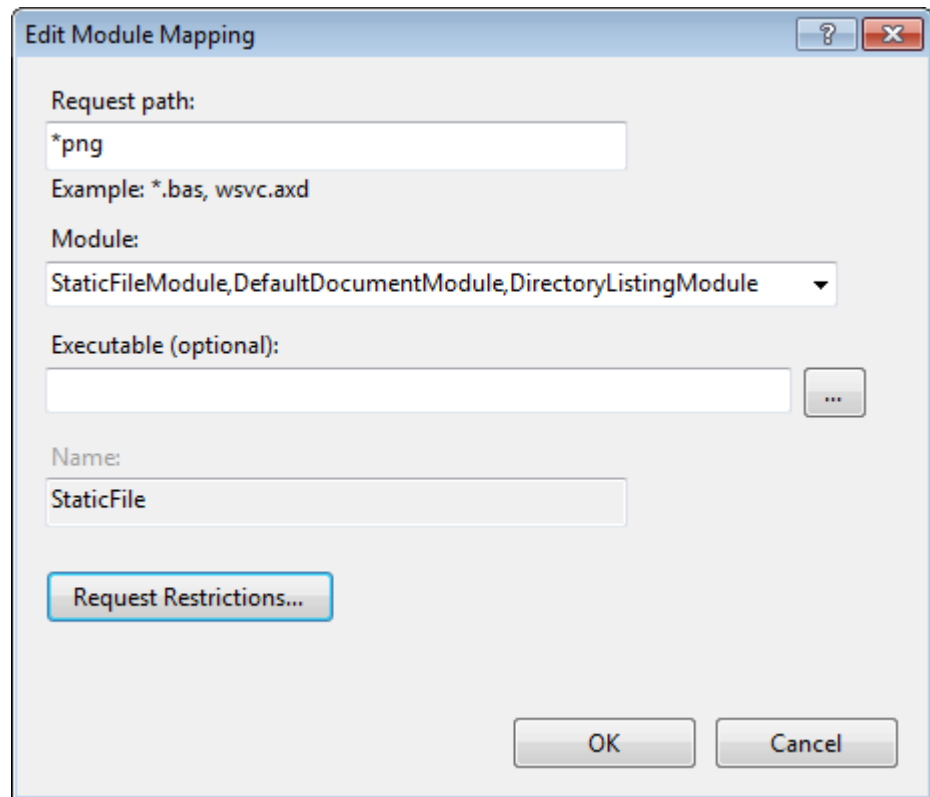 Edit Module Mapping
?
Request path:
*png
Example: *.bas, wsvc.axd
Module:
StaticFileModule,DefaultDocumentModule,DirectoryListingModule
Executable (optional):
...
Name:
StaticFile
Request Restrictions...
OK Cancel